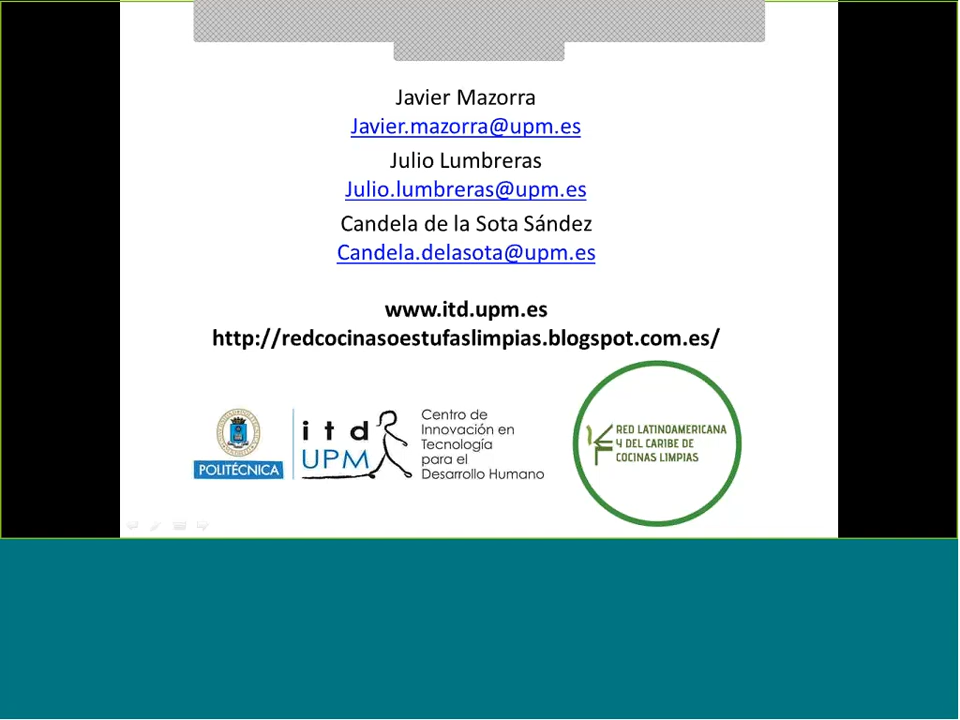 Javier Mazorra
Javier.mazorra@upm.es
Julio Lumbreras
Julio.lumbreras@upm.es
Candela de la Sota Sández
Candela.delasota@upm.es
www.itd.upm.es
http://redcocinasoestufaslimpias.blogspot.com.es/
POLITÉCNICA
itd
UPM
Centro de
Innovación en
Tecnología
para el
Desarrollo Humano
RED LATINOAMERICANA
Y DEL CARIBE DE
COCINAS LIMPIAS